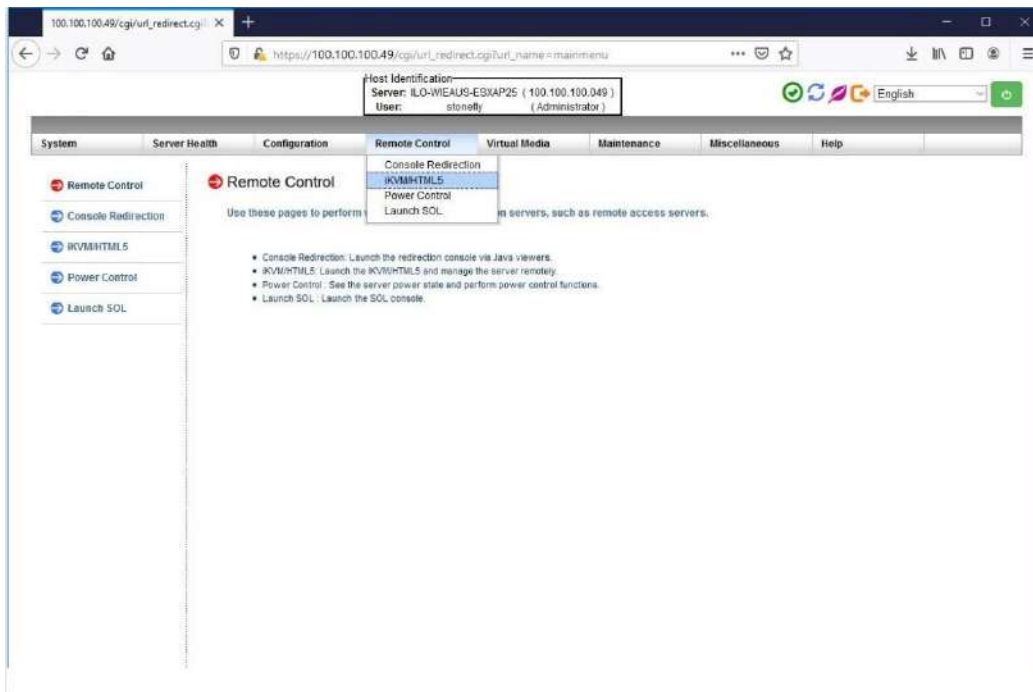 100.100.100.49/cgi/url_redirect.cgi
https://100.100.100.49/cgi/url_redirect.cgi?url_name=mainmenu
Host Identification
Server: ILO-WIEAUS-ESXAP25 ( 100.100.100.049 )
User: stonefly ( Administrator )
English
System Server Health Configuration Remote Control Virtual Media Maintenance Miscellaneous Help
Console Redirection
iKVM/HTML5
Power Control
Launch SOL
Remote Control
Console Redirection
iKVM/HTML5
Power Control
Launch SOL
Remote Control
Use these pages to perform on servers, such as remote access servers.
Console Redirection: Launch the redirection console via Java viewers.
iKVM/HTML5: Launch the iKVM/HTML5 and manage the server remotely.
Power Control : See the server power state and perform power control functions.
Launch SOL : Launch the SOL console.